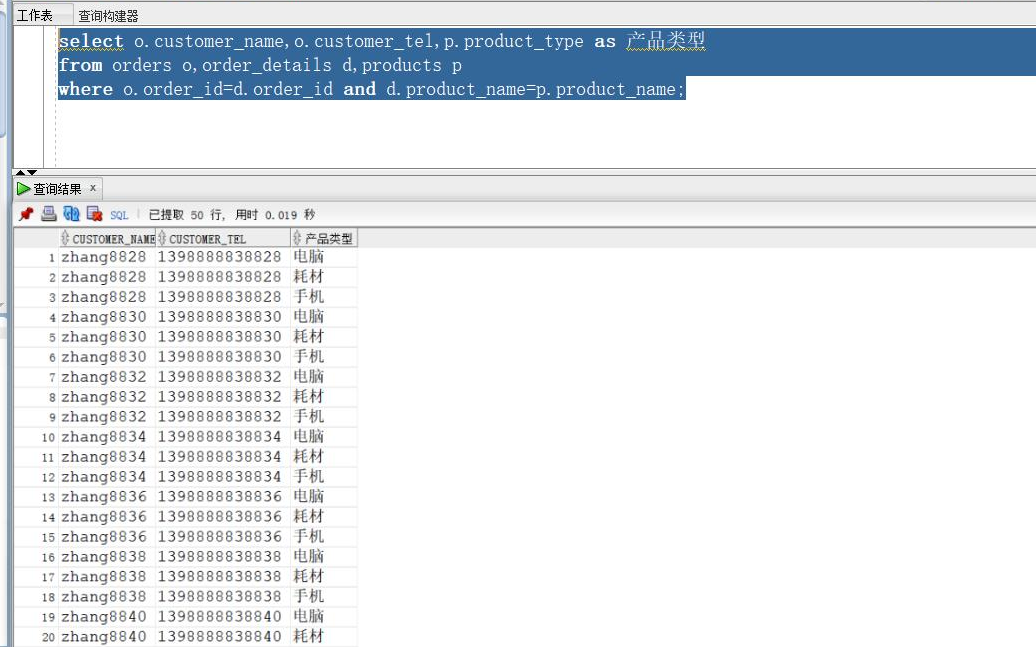 工作表 查询构建器
select o.customer_name,o.customer_tel,p.product_type as 产品类型
from orders o,order_details d,products p
where o.order_id=d.order_id and d.product_name=p.product_name;
查询结果 x
SQL | 已提取 50 行, 用时 0.019 秒
CUSTOMER_NAME CUSTOMER_TEL 产品类型
1 zhang8828 1398888838828 电脑
2 zhang8828 1398888838828 耗材
3 zhang8828 1398888838828 手机
4 zhang8830 1398888838830 电脑
5 zhang8830 1398888838830 耗材
6 zhang8830 1398888838830 手机
7 zhang8832 1398888838832 电脑
8 zhang8832 1398888838832 耗材
9 zhang8832 1398888838832 手机
10 zhang8834 1398888838834 电脑
11 zhang8834 1398888838834 耗材
12 zhang8834 1398888838834 手机
13 zhang8836 1398888838836 电脑
14 zhang8836 1398888838836 耗材
15 zhang8836 1398888838836 手机
16 zhang8838 1398888838838 电脑
17 zhang8838 1398888838838 耗材
18 zhang8838 1398888838838 手机
19 zhang8840 1398888838840 电脑
20 zhang8840 1398888838840 耗材